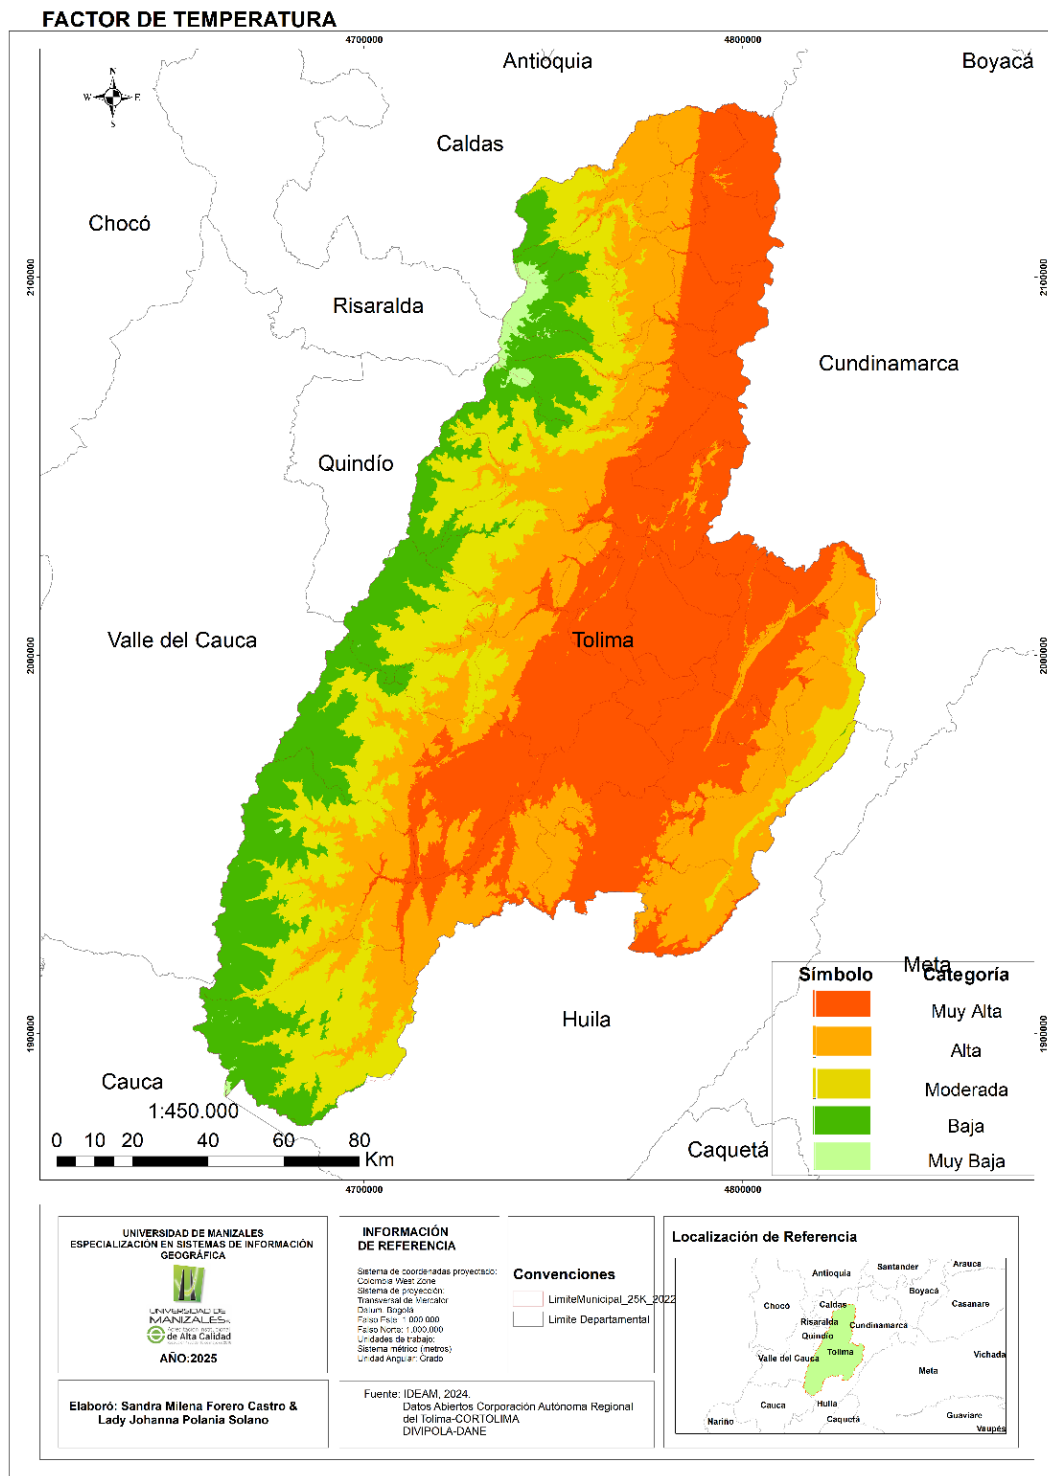 FACTOR DE TEMPERATURA
4700000
4800000
Antioquia
Boyacá
N
W
E
S
Caldas
Chocó
2100000
2100000
Risaralda
Cundinamarca
Quindío
Valle del Cauca
Tolima
2000000
2000000
Meta
Símbolo
Categoría
Muy Alta
Huila
1900000
1900000
Alta
Moderada
Cauca
1:450.000
Baja
0 10 20 40 60 80
Km
Caquetá
Muy Baja
4700000
4800000
UNIVERSIDAD DE MANIZALES
ESPECIALIZACIÓN EN SISTEMAS DE INFORMACIÓN
GEOGRÁFICA
UNIVERSIDAD DE
MANIZALES
de Alta Calidad
AÑO:2025
INFORMACIÓN
DE REFERENCIA
Sistema de coordenadas proyectado:
Colombia West Zone
Sistema de proyección:
Transversal de Mercator
Datum: Bogotá
Falso Este: 1.000.000
Falso Norte: 1.000.000
Unidades de trabajo:
Sistema métrico (metros)
Unidad Angular: Grado
Convenciones
LimiteMunicipal_25K_2022
Limite Departamental
Localización de Referencia
Antioquia
Santander
Arauca
Boyacá
Chocó
Caldas
Casanare
Risaralda
Cundinamarca
Quindío
Valle del Cauca
Tolima
Vichada
Meta
Cauca
Huila
Nariño
Caquetá
Guaviare
Vaupés
Elaboró: Sandra Milena Forero Castro &
Lady Johanna Polania Solano
Fuente: IDEAM, 2024.
Datos Abiertos Corporación Autónoma Regional
del Tolima-CORTOLIMA
DIVIPOLA-DANE